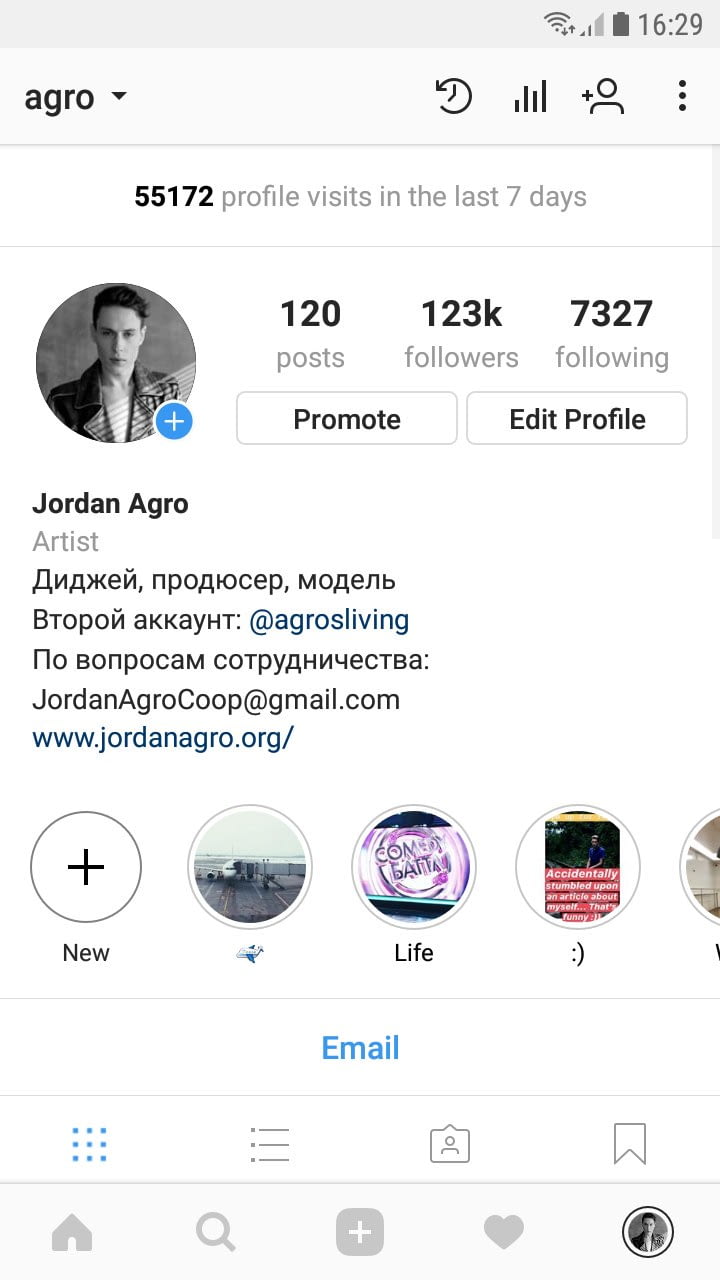 16:29
agro
55172 profile visits in the last 7 days
120 123k 7327
posts followers following
Promote Edit Profile
Jordan Agro
Artist
Диджей, продюсер, модель
Второй аккаунт: @agrosliving
По вопросам сотрудничества:
JordanAgroCoop@gmail.com
www.jordanagro.org/
COMEDY
БАТТЛ
Accidentally
stumbled upon
an article about
myself... That's
funny :))
New Life :)
Email